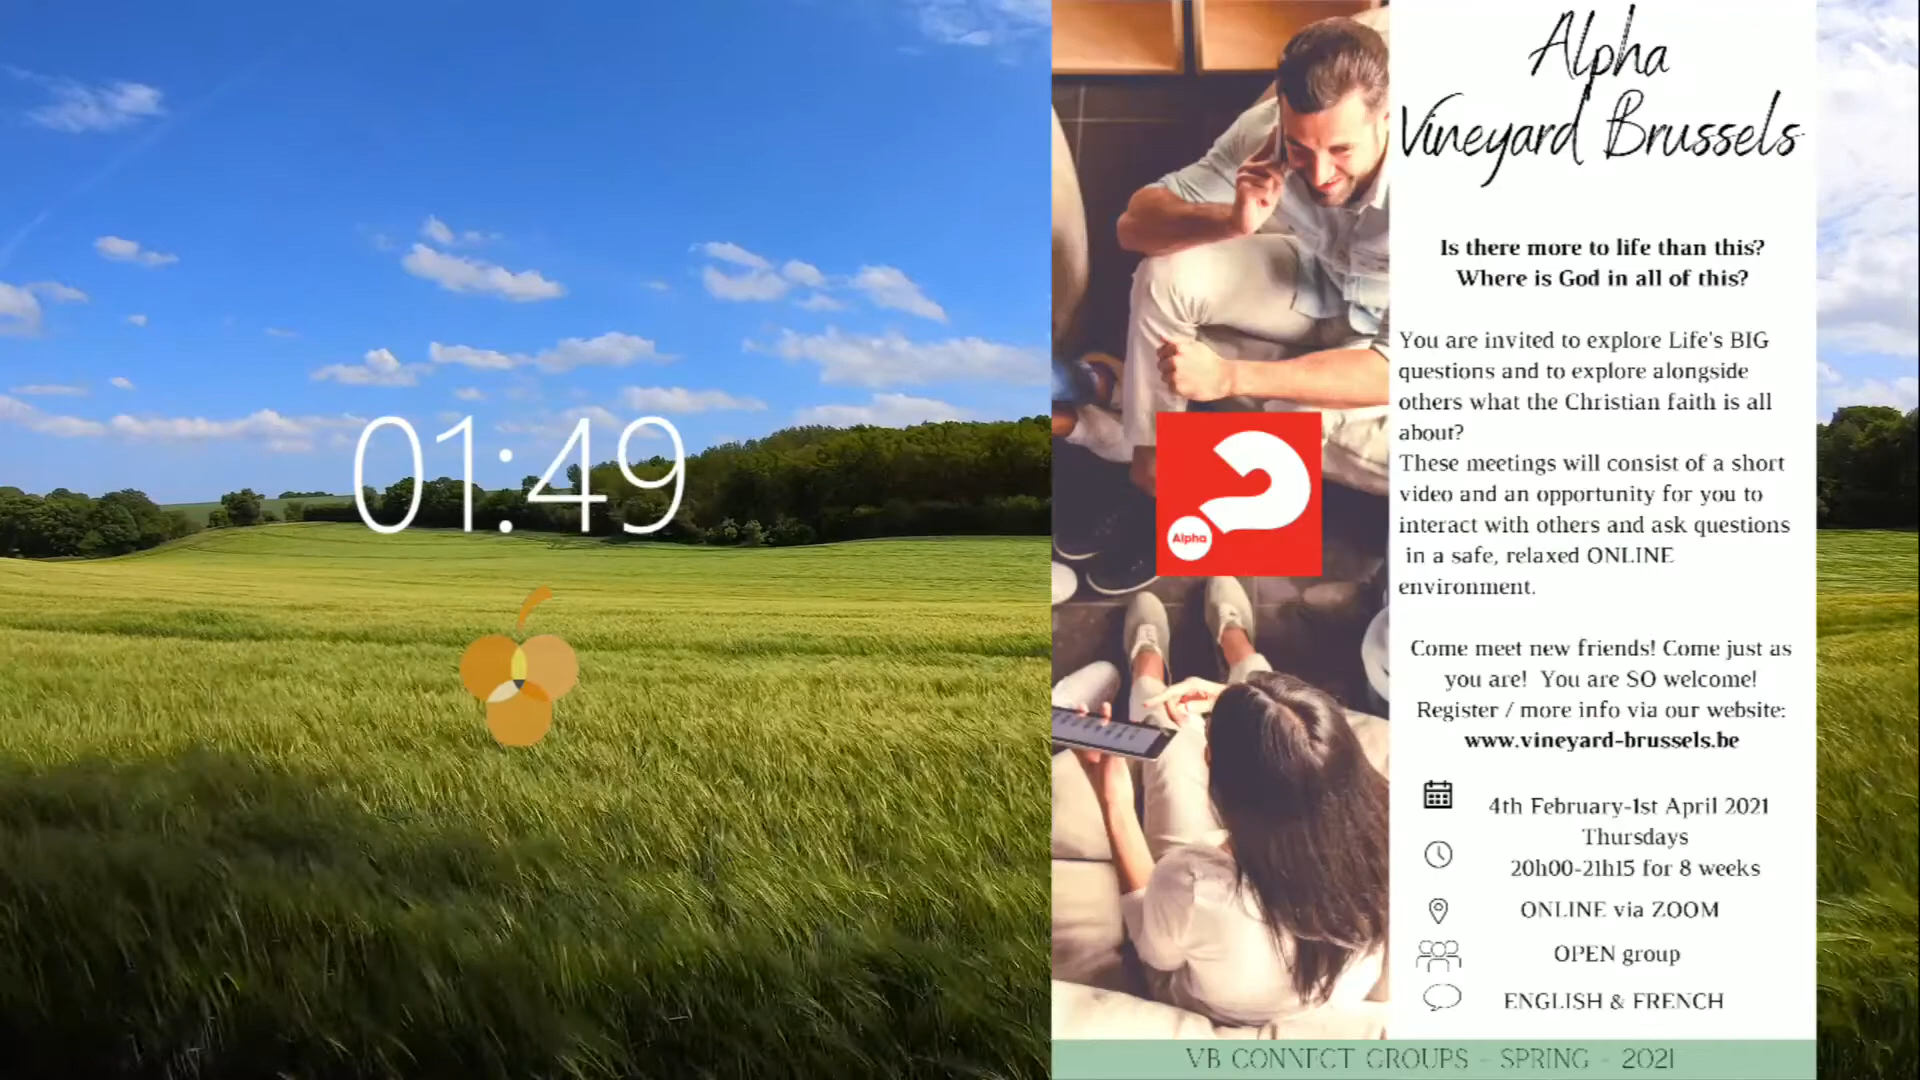 01:49
Alpha
Vineyard Brussels
Is there more to life than this?
Where is God in all of this?
You are invited to explore Life's BIG
questions and to explore alongside
others what the Christian faith is all
about?
These meetings will consist of a short
video and an opportunity for you to
interact with others and ask questions
in a safe, relaxed ONLINE
environment.
Come meet new friends! Come just as
you are! You are SO welcome!
Register / more info via our website:
www.vineyard-brussels.be
4th February-1st April 2021
Thursdays
20h00-21h15 for 8 weeks
ONLINE via ZOOM
OPEN group
ENGLISH & FRENCH
Alpha
VB CONNECT GROUPS - SPRING - 2021